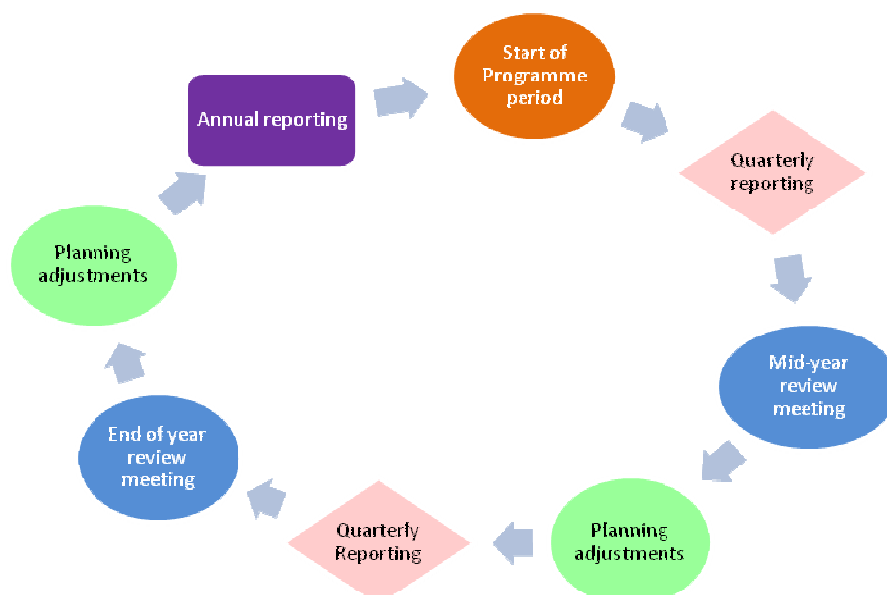 Start of
Programme
period
Quarterly
reporting
Mid-year
review
meeting
Planning
adjustments
Quarterly
Reporting
End of year
review
meeting
Planning
adjustments
Annual reporting